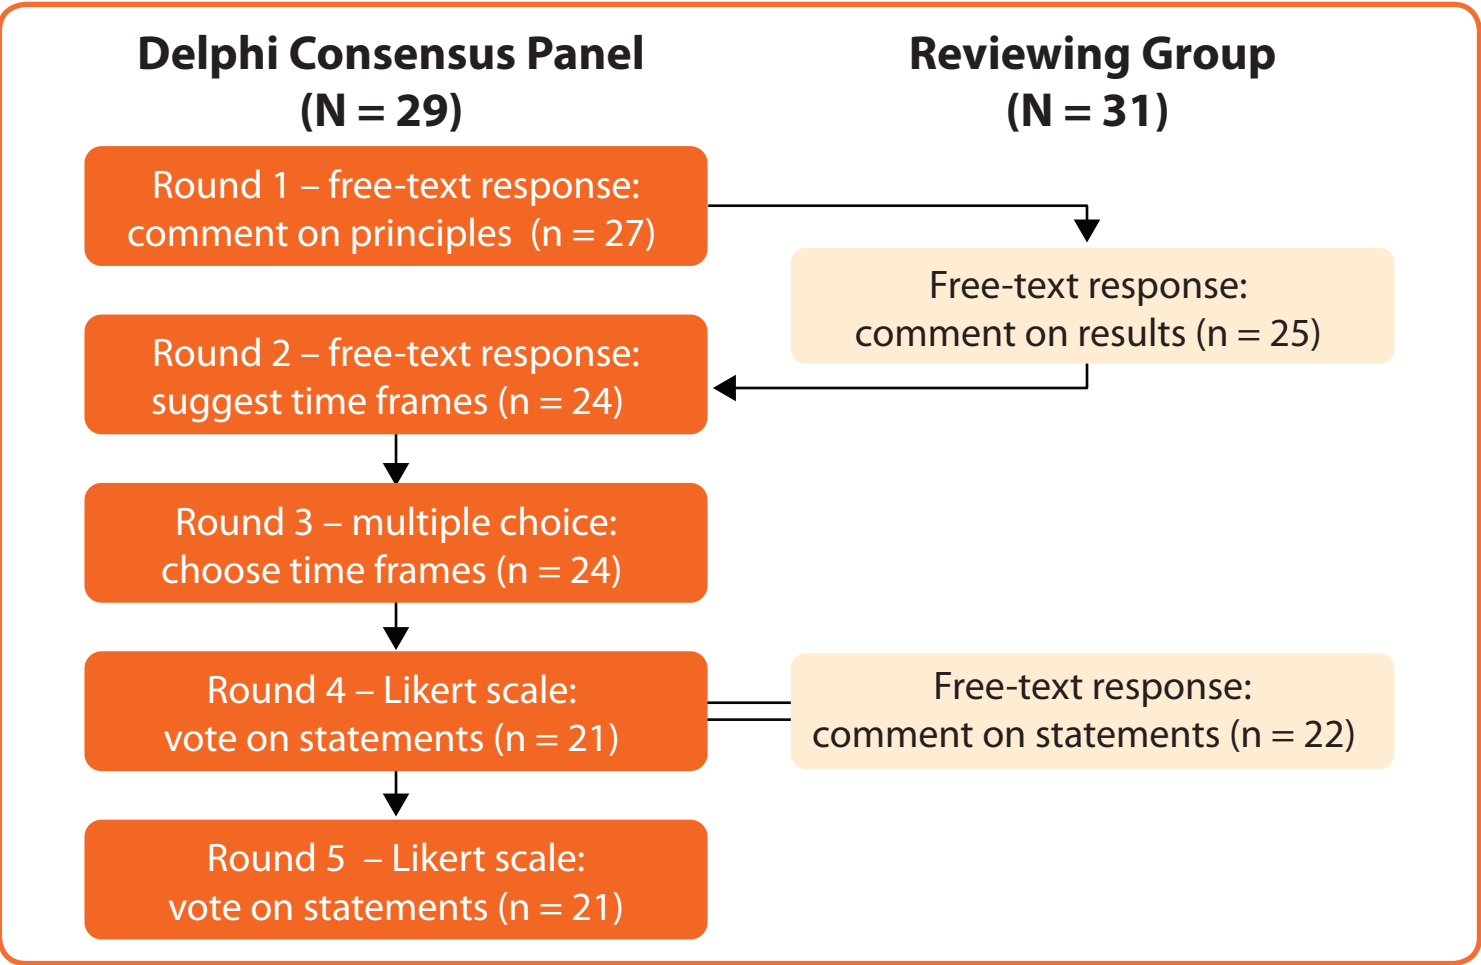 Delphi Consensus Panel
(N = 29)
Reviewing Group
(N = 31)
Round 1 – free-text response:
comment on principles (n = 27)
Free-text response:
comment on results (n = 25)
Round 2 – free-text response:
suggest time frames (n = 24)
Round 3 – multiple choice:
choose time frames (n = 24)
Round 4 – Likert scale:
vote on statements (n = 21)
Free-text response:
comment on statements (n = 22)
Round 5 – Likert scale:
vote on statements (n = 21)